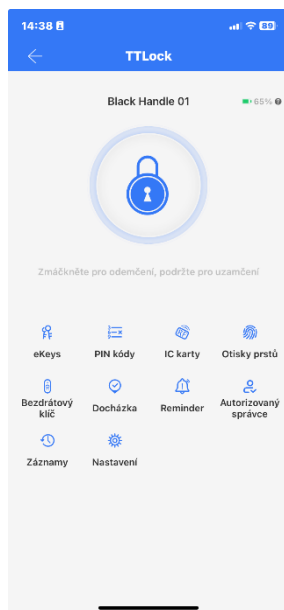 14:38
89
TTLock
Black Handle 01
65%
Zmáčkněte pro odemčení, podržte pro uzamčení
eKeys
PIN kódy
IC karty
Otisky prstů
Bezdrátový
klíč
Docházka
Reminder
Autorizovaný
správce
Záznamy
Nastavení